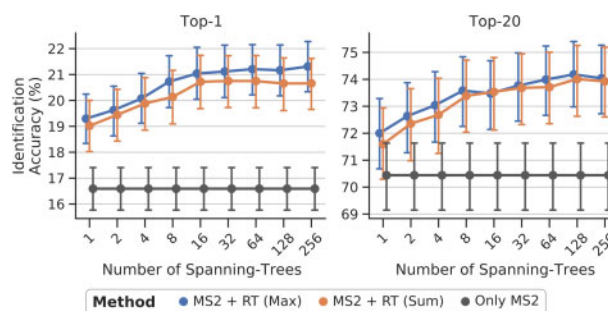 Top-1
Top-20
Identification
Accuracy (%)
22
21
20
19
18
17
16
75
74
73
72
71
70
69
1 2 4 8 16 32 64 128 256
1 2 4 8 16 32 64 128 256
Number of Spanning-Trees
Number of Spanning-Trees
Method MS2 + RT (Max) MS2 + RT (Sum) Only MS2